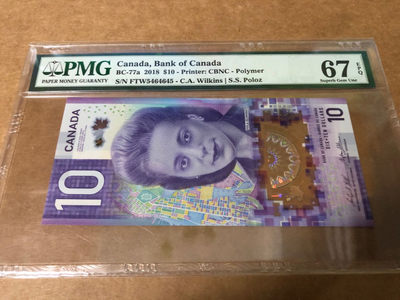 PMG
PAPER MONEY GUARANTY
Canada, Bank of Canada
BC-77a 2018 $10 - Printer: CBNC - Polymer
S/N FTW5464645 - C.A. Wilkins | S.S. Poloz
67 EPQ
Superb Gem Unc
CANADA
10
10